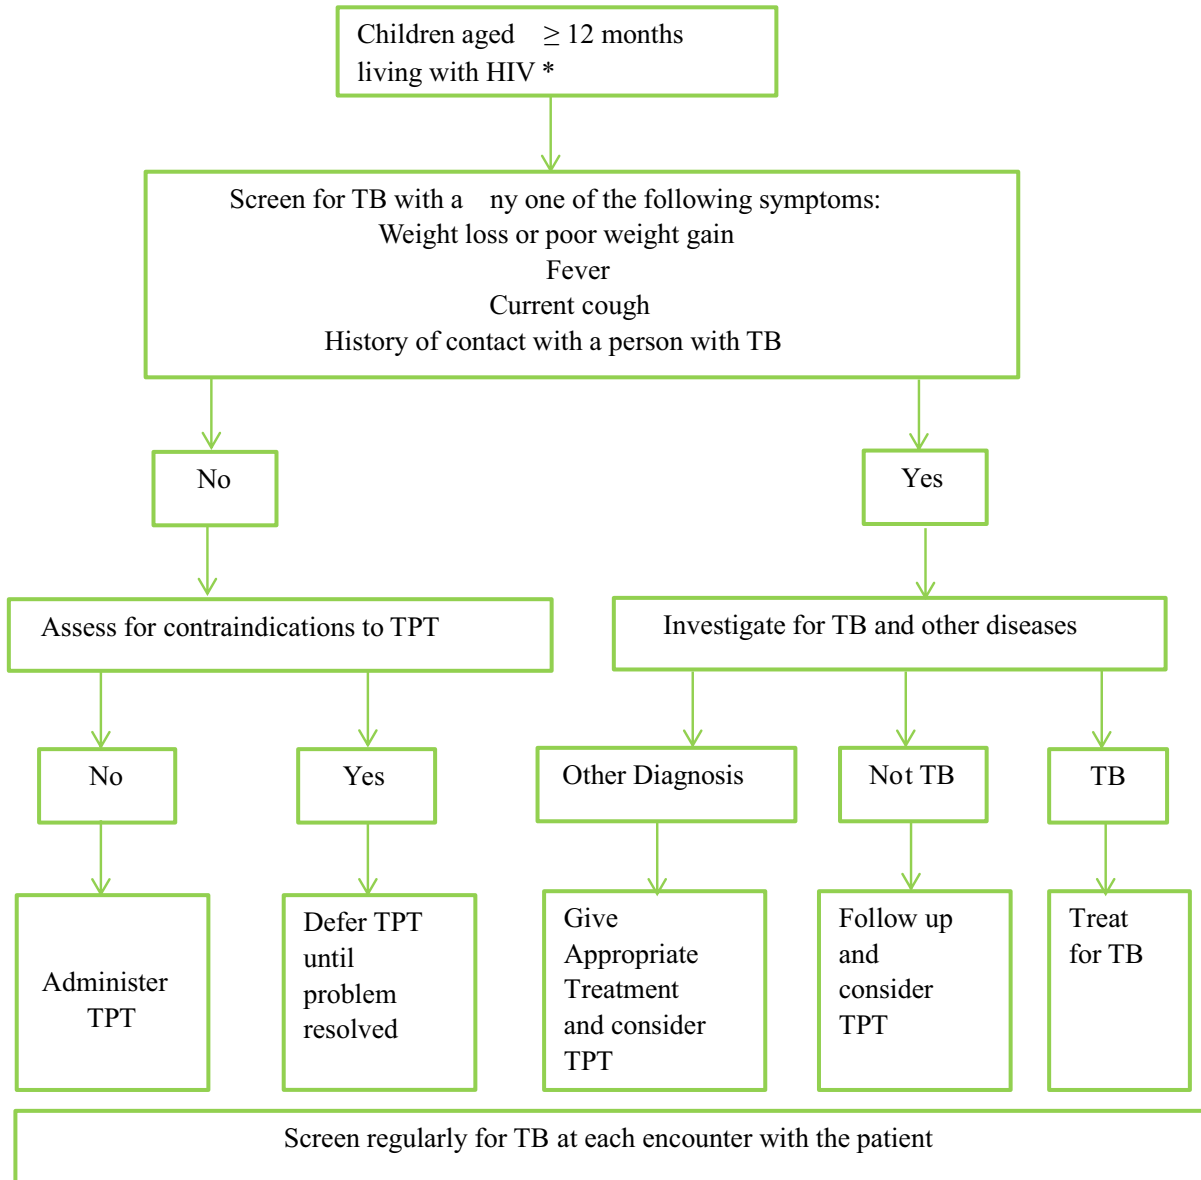 Children aged ≥ 12 months
living with HIV *
Screen for TB with a ny one of the following symptoms:
Weight loss or poor weight gain
Fever
Current cough
History of contact with a person with TB
No
Yes
Assess for contraindications to TPT
Investigate for TB and other diseases
No
Yes
Other Diagnosis
Not TB
TB
Administer
TPT
Defer TPT
until
problem
resolved
Give
Appropriate
Treatment
and consider
TPT
Follow up
and
consider
TPT
Treat
for TB
Screen regularly for TB at each encounter with the patient